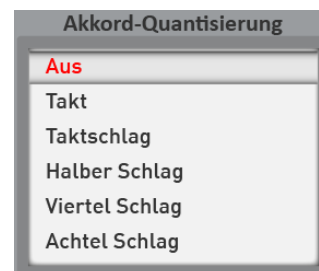 Akkord-Quantisierung
Aus
Takt
Taktschlag
Halber Schlag
Viertel Schlag
Achtel Schlag